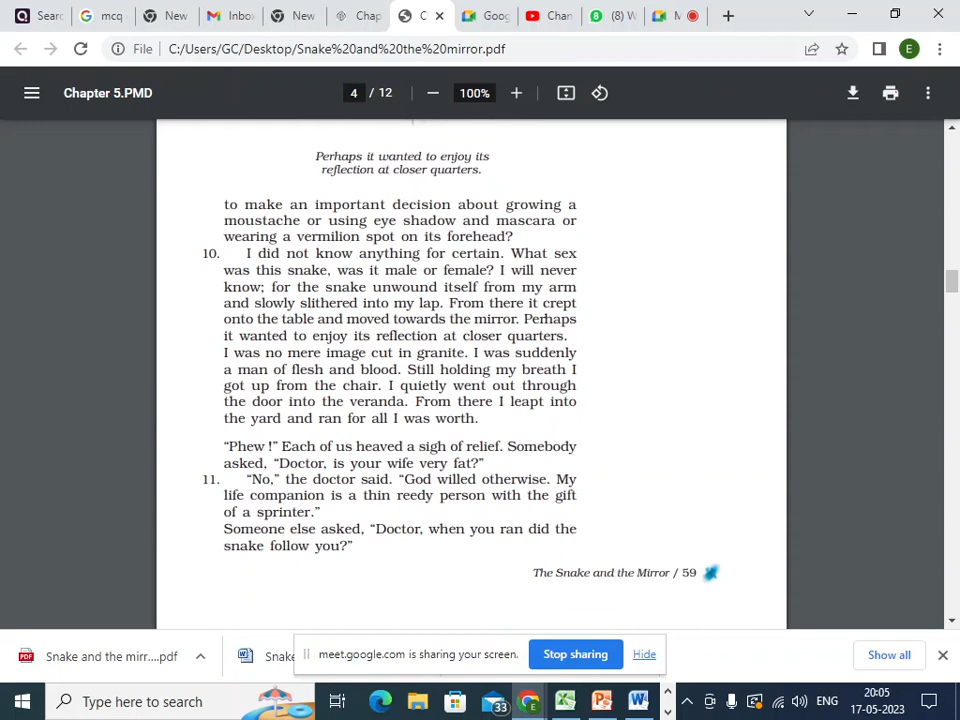 Searc
mcq
New
Inbo
New
Chap
C
Goog
Chan
(8) W
M
File
C:/Users/GC/Desktop/Snake%20and%20the%20mirror.pdf
E
Chapter 5.PMD
4 / 12
100%
Perhaps it wanted to enjoy its
reflection at closer quarters.
to make an important decision about growing a
moustache or using eye shadow and mascara or
wearing a vermilion spot on its forehead?
10. I did not know anything for certain. What sex
was this snake, was it male or female? I will never
know; for the snake unwound itself from my arm
and slowly slithered into my lap. From there it crept
onto the table and moved towards the mirror. Perhaps
it wanted to enjoy its reflection at closer quarters.
I was no mere image cut in granite. I was suddenly
a man of flesh and blood. Still holding my breath I
got up from the chair. I quietly went out through
the door into the veranda. From there I leapt into
the yard and ran for all I was worth.
“Phew !” Each of us heaved a sigh of relief. Somebody
asked, “Doctor, is your wife very fat?”
11. “No,” the doctor said. “God willed otherwise. My
life companion is a thin reedy person with the gift
of a sprinter.”
Someone else asked, “Doctor, when you ran did the
snake follow you?”
The Snake and the Mirror / 59
Snake and the mirr....pdf
Snake
meet.google.com is sharing your screen.
Stop sharing
Hide
Show all
Type here to search
33
ENG
20:05
17-05-2023